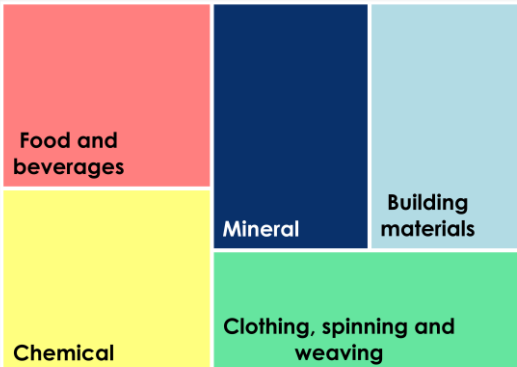 Food and
beverages
Mineral
Building
materials
Chemical
Clothing, spinning and
weaving